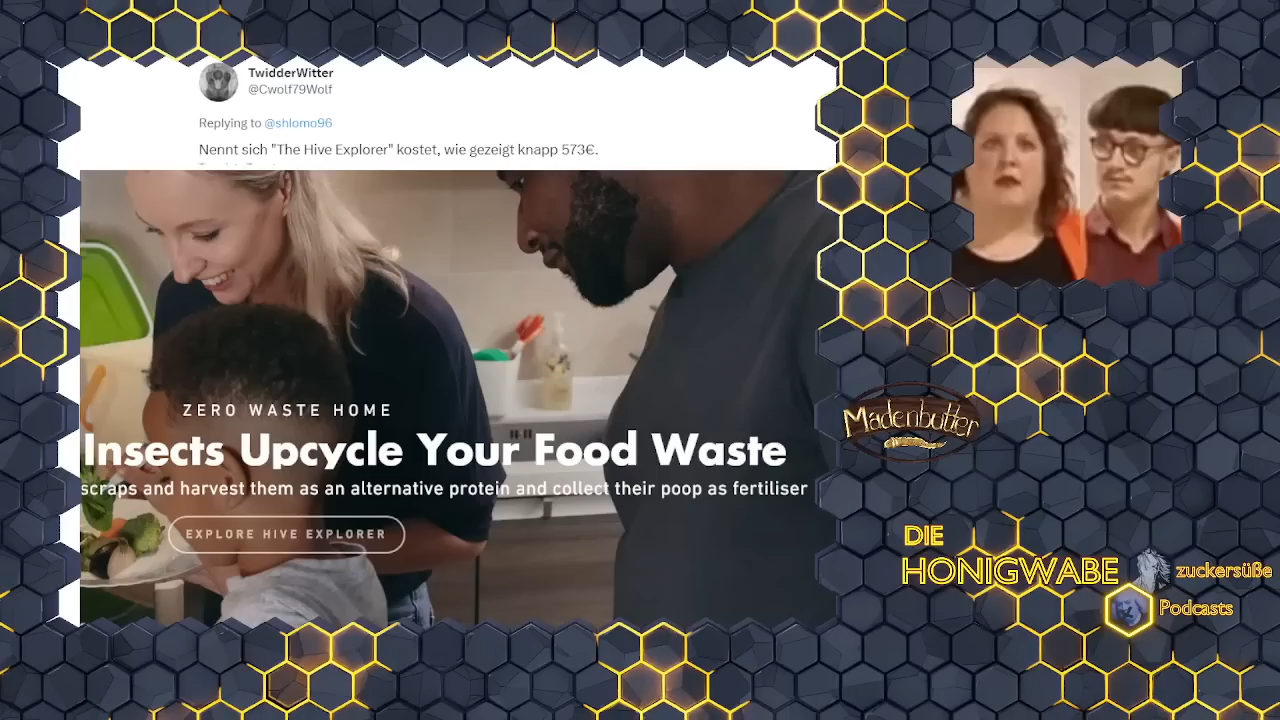 TwidderWitter
@Cwolf79Wolf
Replying to @shlomo96
Nennt sich "The Hive Explorer" kostet, wie gezeigt knapp 573€.
ZERO WASTE HOME
Insects Upcycle Your Food Waste
scraps and harvest them as an alternative protein and collect their poop as fertiliser
EXPLORE HIVE EXPLORER
Madenbutter
DIE
HONIGWABE
zuckersüße
Podcasts